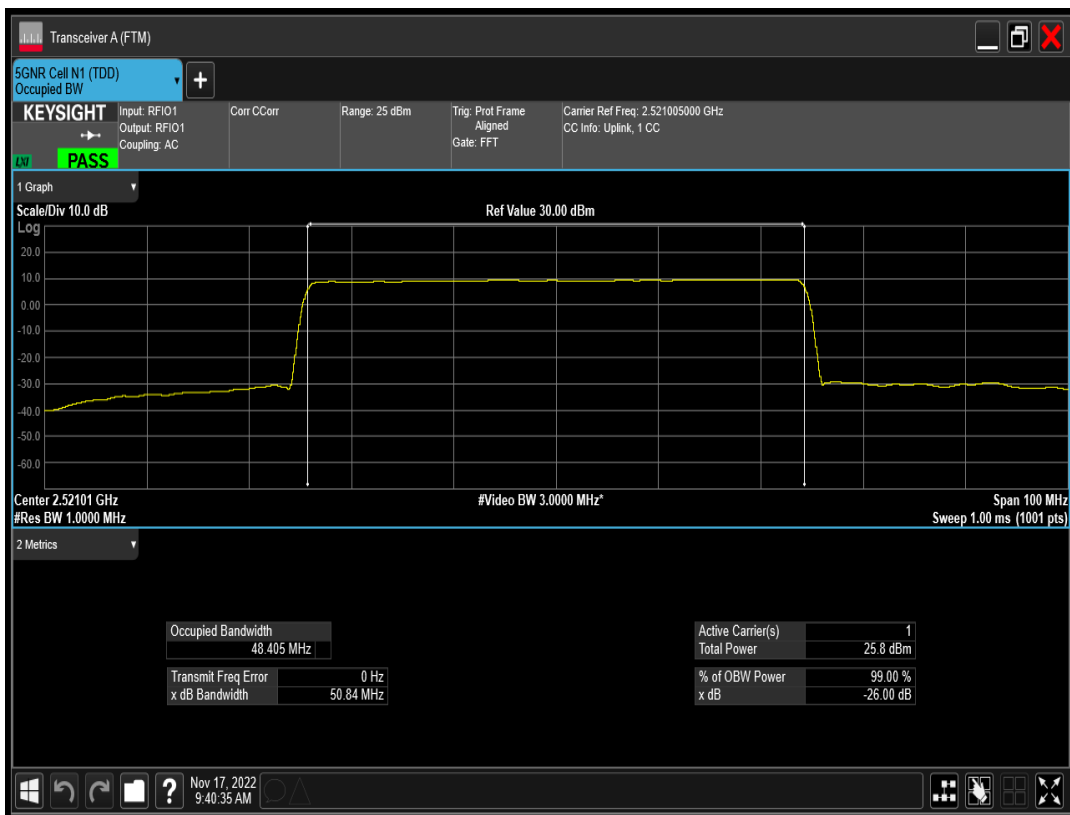 Transceiver A (FTM)
5GNR Cell N1 (TDD)
Occupied BW
+
KEYSIGHT
LXI
PASS
Input: RFIO1
Output: RFIO1
Coupling: AC
Corr CCorr
Range: 25 dBm
Trig: Prot Frame
Aligned
Gate: FFT
Carrier Ref Freq: 2.521005000 GHz
CC Info: Uplink, 1 CC
1 Graph
Scale/Div 10.0 dB
Ref Value 30.00 dBm
Log
20.0
10.0
0.00
-10.0
-20.0
-30.0
-40.0
-50.0
-60.0
Center 2.52101 GHz
#Video BW 3.0000 MHz*
Span 100 MHz
#Res BW 1.0000 MHz
Sweep 1.00 ms (1001 pts)
2 Metrics
Occupied Bandwidth
48.405 MHz
Transmit Freq Error 0 Hz
x dB Bandwidth 50.84 MHz
Active Carrier(s) 1
Total Power 25.8 dBm
% of OBW Power 99.00 %
x dB -26.00 dB
?
Nov 17, 2022
9:40:35 AM